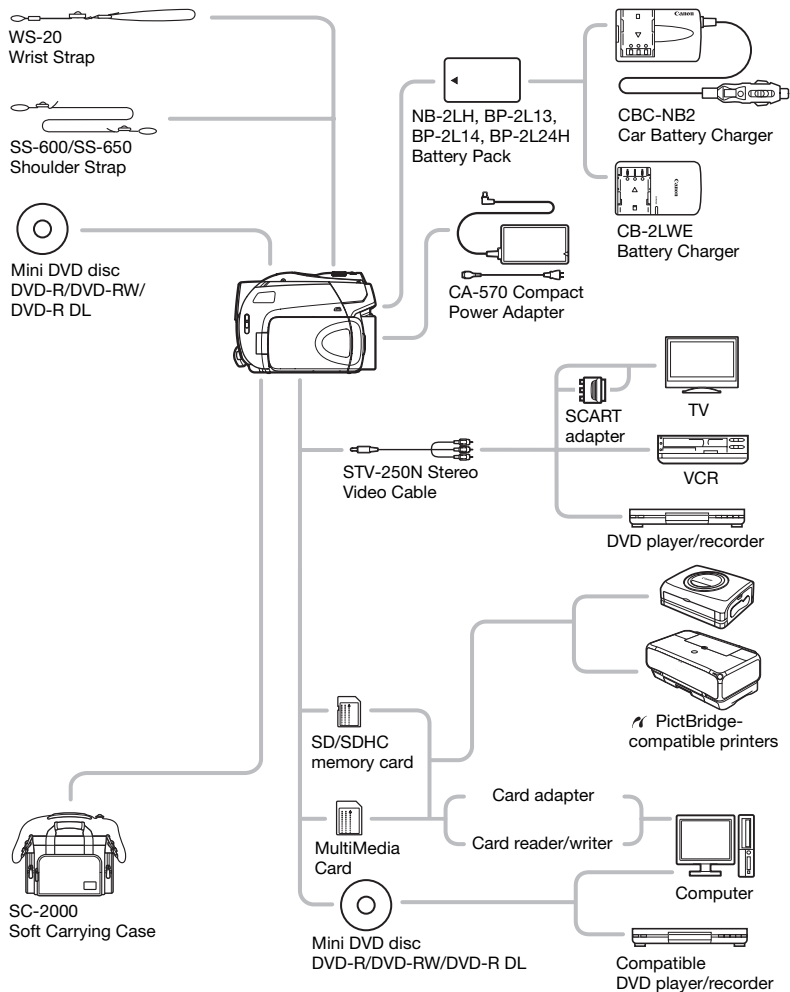 WS-20
Wrist Strap
SS-600/SS-650
Shoulder Strap
Mini DVD disc
DVD-R/DVD-RW/
DVD-R DL
NB-2LH, BP-2L13,
BP-2L14, BP-2L24H
Battery Pack
Canon
CBC-NB2
Car Battery Charger
Canon
CB-2LWE
Battery Charger
CA-570 Compact
Power Adapter
SCART
adapter
TV
STV-250N Stereo
Video Cable
VCR
DVD player/recorder
PictBridge-
compatible printers
SD/SDHC
memory card
Card adapter
Card reader/writer
MultiMedia
Card
Computer
SC-2000
Soft Carrying Case
Mini DVD disc
DVD-R/DVD-RW/DVD-R DL
Compatible
DVD player/recorder